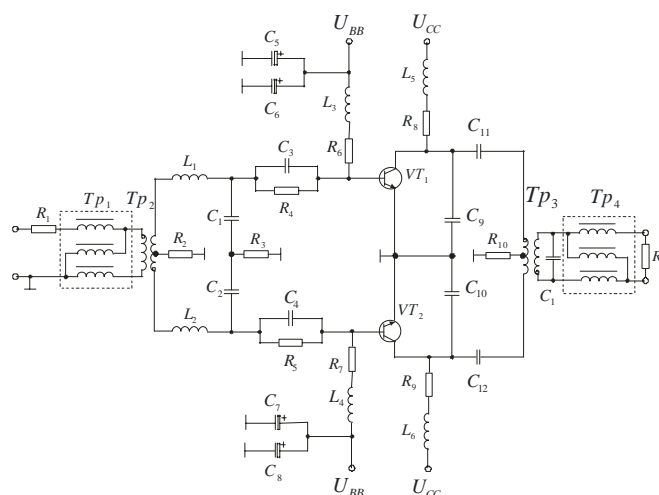 U_BB
U_CC
C_5
C_6
L_3
L_5
R_6
R_8
C_11
L_1
C_3
R_4
VT_1
R_1
Tp_1
Tp_2
R_2
C_1
R_3
C_9
R_10
Tp_3
Tp_4
R
C_1
C_2
C_4
C_10
VT_2
L_2
R_5
R_7
R_9
C_12
C_7
L_4
L_6
C_8
U_BB
U_CC